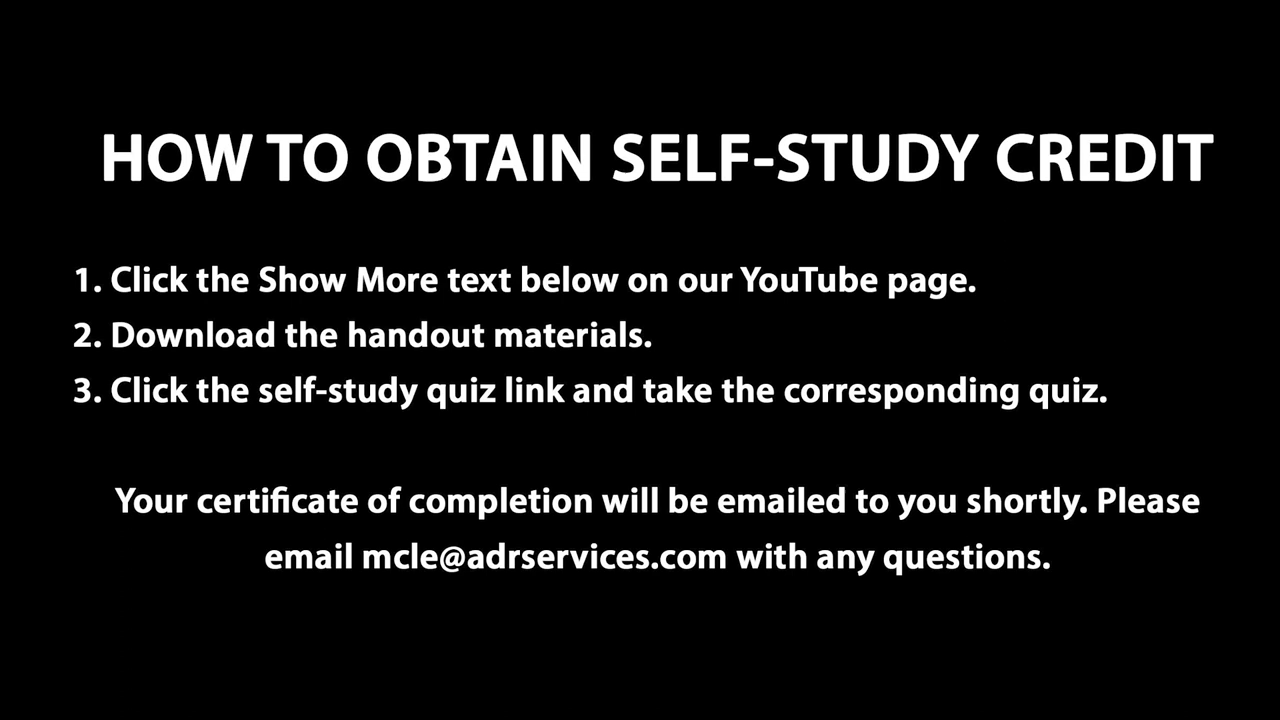 HOW TO OBTAIN SELF-STUDY CREDIT
1. Click the Show More text below on our YouTube page.
2. Download the handout materials.
3. Click the self-study quiz link and take the corresponding quiz.
Your certificate of completion will be emailed to you shortly. Please
email mcle@adrservices.com with any questions.